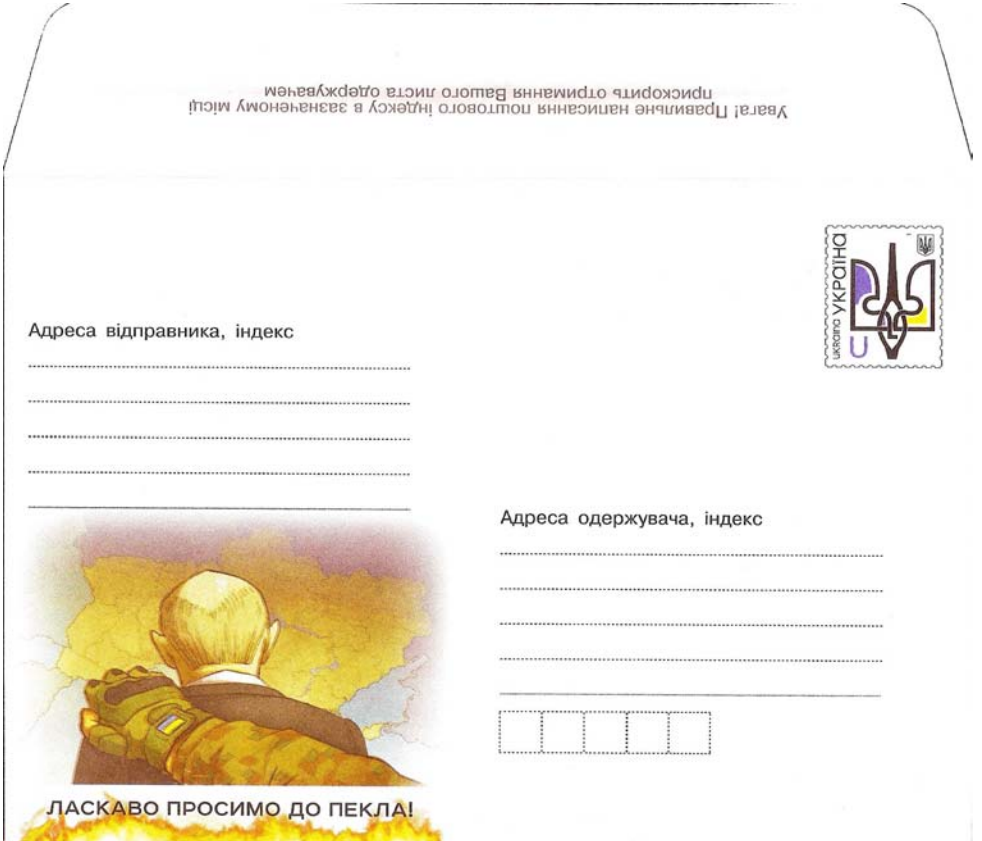 Увага! Правильне написання поштового індексу в зазначеному місці
прискорить отримання Вашого листа одержувачем
UKRAINA УКРАЇНА
U
Адреса відправника, індекс
Адреса одержувача, індекс
ЛАСКАВО ПРОСИМО ДО ПЕКЛА!